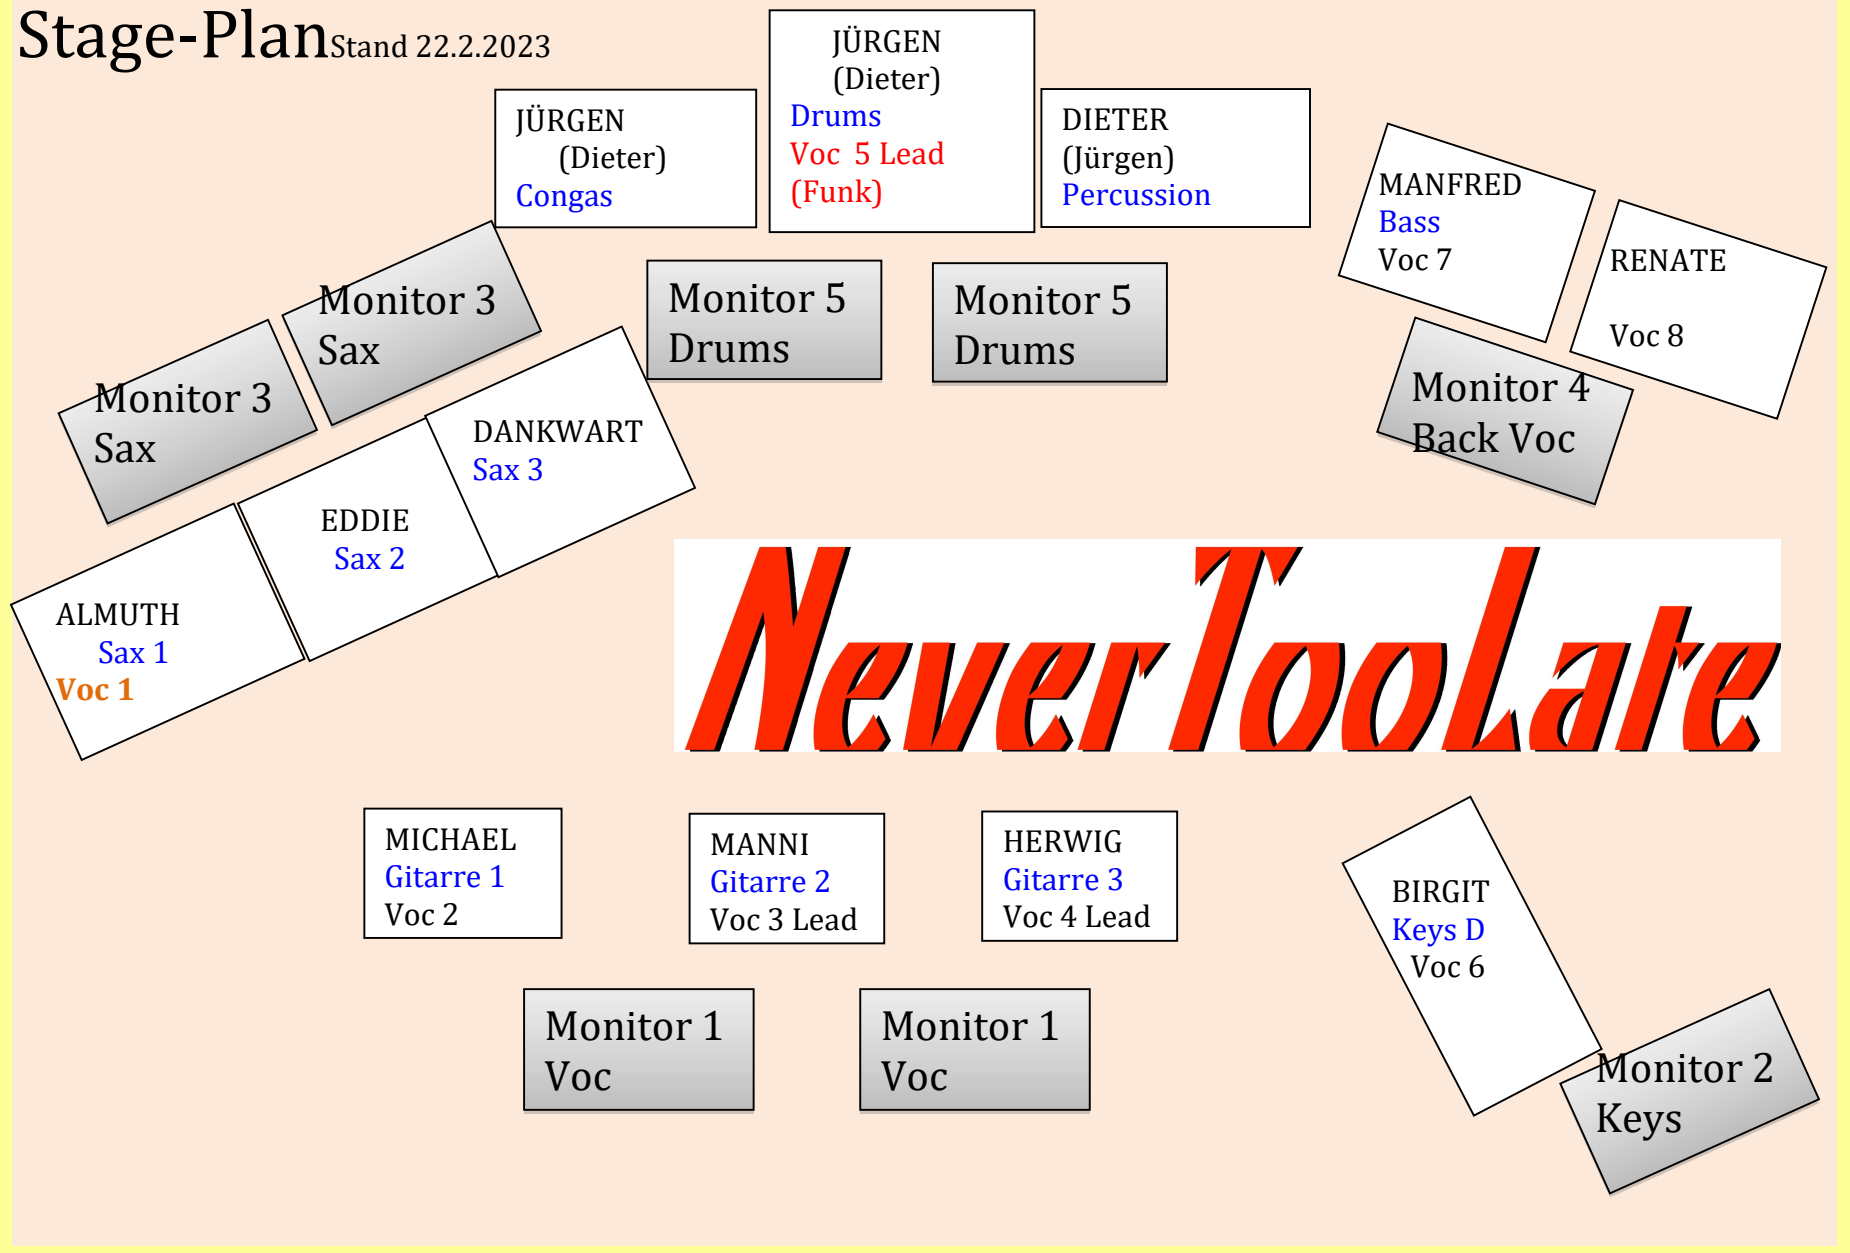 Stage-Plan Stand 22.2.2023
JÜRGEN
(Dieter)
Congas
JÜRGEN
(Dieter)
Drums
Voc 5 Lead
(Funk)
DIETER
(Jürgen)
Percussion
MANFRED
Bass
Voc 7
RENATE
Voc 8
Monitor 3
Sax
Monitor 3
Sax
Monitor 5
Drums
Monitor 5
Drums
Monitor 4
Back Voc
DANKWART
Sax 3
EDDIE
Sax 2
ALMUTH
Sax 1
Voc 1
NeverTooLate
MICHAEL
Gitarre 1
Voc 2
MANNI
Gitarre 2
Voc 3 Lead
HERWIG
Gitarre 3
Voc 4 Lead
BIRGIT
Keys D
Voc 6
Monitor 1
Voc
Monitor 1
Voc
Monitor 2
Keys